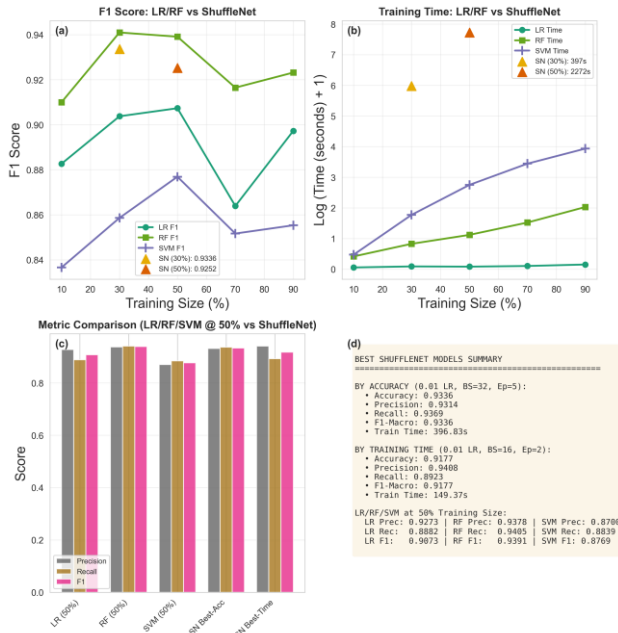 F1 Score: LR/RF vs ShuffleNet
(a)
F1 Score
0.94
0.92
0.90
0.88
0.86
0.84
LR F1
RF F1
SVM F1
SN (30%): 0.9336
SN (50%): 0.9252
10 20 30 40 50 60 70 80 90
Training Size (%)
Training Time: LR/RF vs ShuffleNet
(b)
Log (Time (seconds) + 1)
8
7
6
5
4
3
2
1
0
LR Time
RF Time
SVM Time
SN (30%): 397s
SN (50%): 2272s
10 20 30 40 50 60 70 80 90
Training Size (%)
Metric Comparison (LR/RF/SVM @ 50% vs ShuffleNet)
(c)
Score
0.8
0.6
0.4
0.2
0.0
Precision
Recall
F1
LR (50%)
RF (50%)
SVM (50%)
SN Best-Acc
SN Best-Time
(d)
BEST SHUFFLENET MODELS SUMMARY
BY ACCURACY (0.01 LR, BS=32, Ep=5):
• Accuracy: 0.9336
• Precision: 0.9314
• Recall: 0.9369
• F1-Macro: 0.9336
• Train Time: 396.83s
BY TRAINING TIME (0.01 LR, BS=16, Ep=2):
• Accuracy: 0.9177
• Precision: 0.9408
• Recall: 0.8923
• F1-Macro: 0.9177
• Train Time: 149.37s
LR/RF/SVM at 50% Training Size:
LR Prec: 0.9273 | RF Prec: 0.9378 | SVM Prec: 0.8700
LR Rec: 0.8882 | RF Rec: 0.9405 | SVM Rec: 0.8839
LR F1: 0.9073 | RF F1: 0.9391 | SVM F1: 0.8769